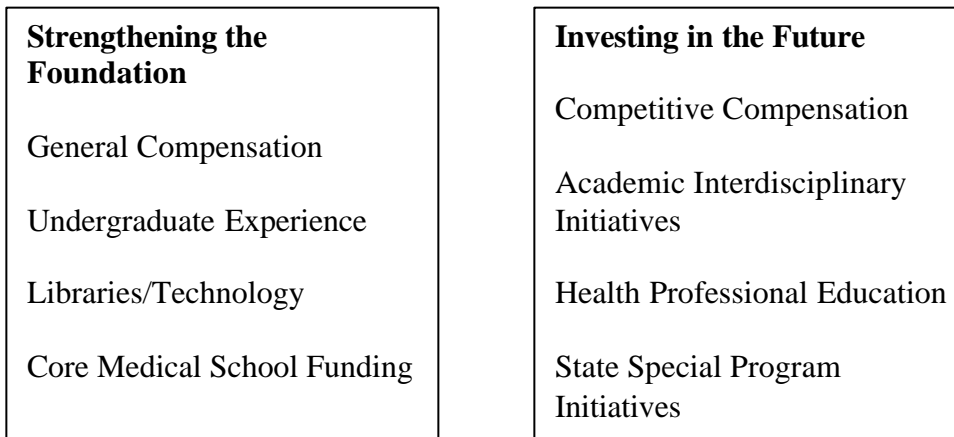 Strengthening the
Foundation
General Compensation
Undergraduate Experience
Libraries/Technology
Core Medical School Funding
Investing in the Future
Competitive Compensation
Academic Interdisciplinary
Initiatives
Health Professional Education
State Special Program
Initiatives